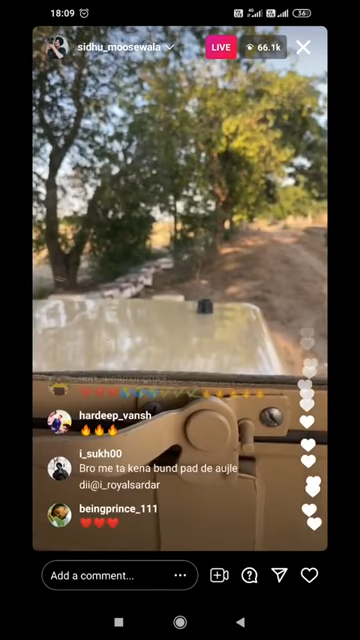 18:09
36
sidhu_moosewala
LIVE
66.1k
hardeep_vansh
🔥🔥🔥
i_sukh00
Bro me ta kena bund pad de aujle
dii@i_royalsardar
beingprince_111
❤️❤️❤️
Add a comment...